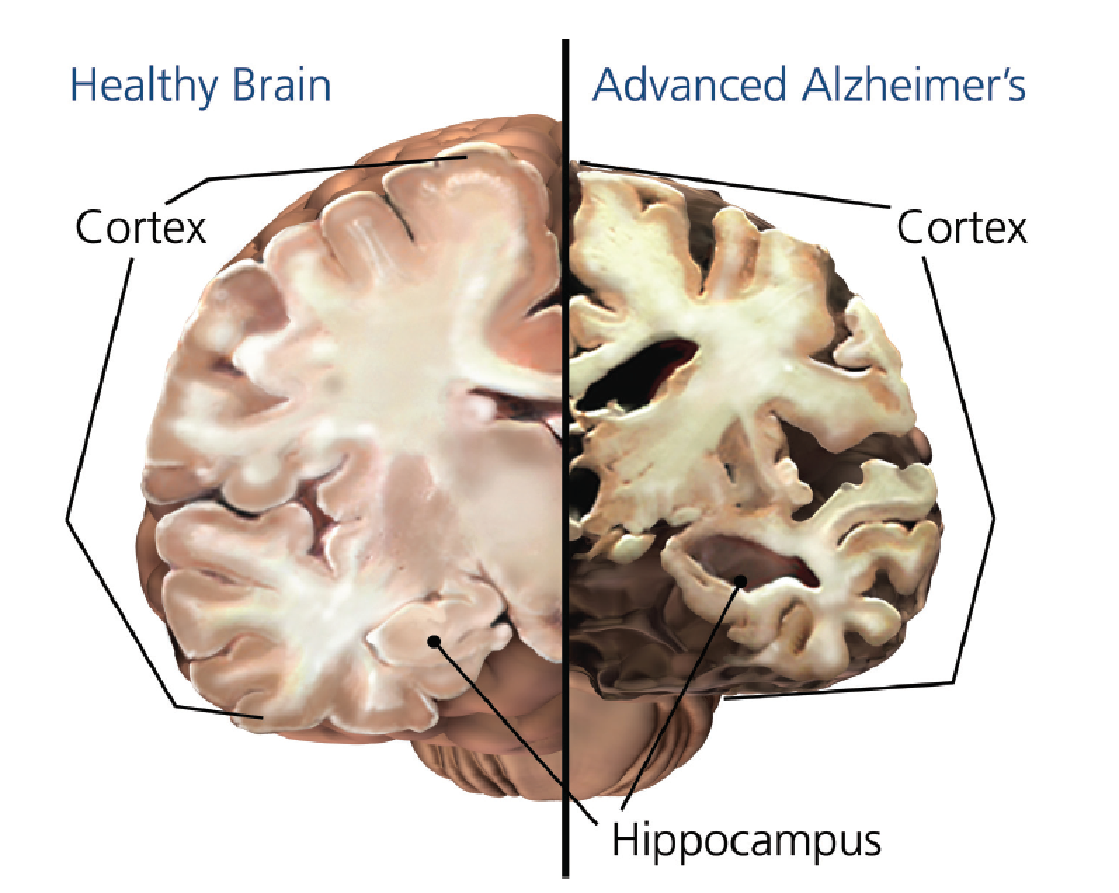 Healthy Brain
Advanced Alzheimer's
Cortex
Cortex
Hippocampus